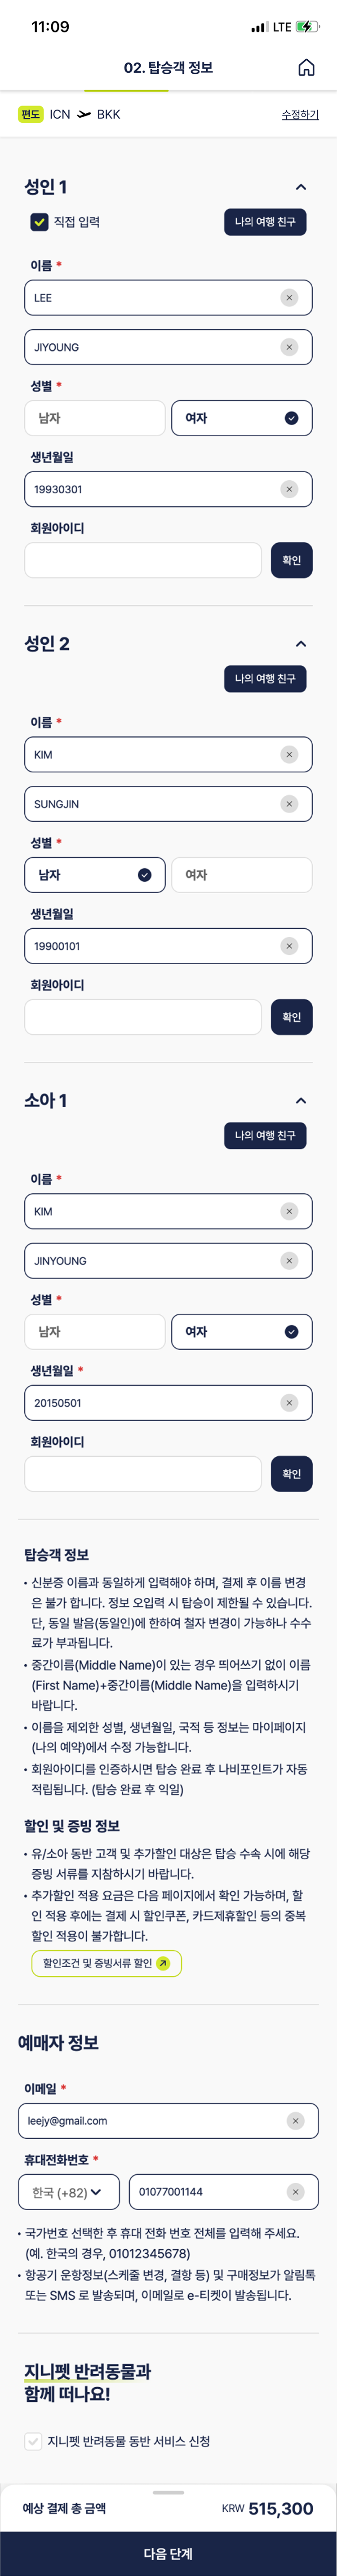 11:09
LTE
02. 탑승객 정보
편도 ICN BKK
수정하기
성인 1
직접 입력
나의 여행 친구
이름 *
LEE
JIYOUNG
성별 *
남자
여자
생년월일
19930301
회원아이디
확인
성인 2
나의 여행 친구
이름 *
KIM
SUNGJIN
성별 *
남자
여자
생년월일
19900101
회원아이디
확인
소아 1
나의 여행 친구
이름 *
KIM
JINYOUNG
성별 *
남자
여자
생년월일 *
20150501
회원아이디
확인
탑승객 정보
• 신분증 이름과 동일하게 입력해야 하며, 결제 후 이름 변경
은 불가 합니다. 정보 오입력 시 탑승이 제한될 수 있습니다.
단, 동일 발음(동일인)에 한하여 철자 변경이 가능하나 수수
료가 부과됩니다.
• 중간이름(Middle Name)이 있는 경우 띄어쓰기 없이 이름
(First Name)+중간이름(Middle Name)을 입력하시기
바랍니다.
• 이름을 제외한 성별, 생년월일, 국적 등 정보는 마이페이지
(나의 예약)에서 수정 가능합니다.
• 회원아이디를 인증하시면 탑승 완료 후 나비포인트가 자동
적립됩니다. (탑승 완료 후 익일)
할인 및 증빙 정보
• 유/소아 동반 고객 및 추가할인 대상은 탑승 수속 시에 해당
증빙 서류를 지참하시기 바랍니다.
• 추가할인 적용 요금은 다음 페이지에서 확인 가능하며, 할
인 적용 후에는 결제 시 할인쿠폰, 카드제휴할인 등의 중복
할인 적용이 불가합니다.
할인조건 및 증빙서류 할인
예매자 정보
이메일 *
leejy@gmail.com
휴대전화번호 *
한국 (+82)
01077001144
• 국가번호 선택한 후 휴대 전화 번호 전체를 입력해 주세요.
(예. 한국의 경우, 01012345678)
• 항공기 운항정보(스케줄 변경, 결항 등) 및 구매정보가 알림톡
또는 SMS 로 발송되며, 이메일로 e-티켓이 발송됩니다.
지니펫 반려동물과
함께 떠나요!
지니펫 반려동물 동반 서비스 신청
예상 결제 총 금액
KRW 515,300
다음 단계